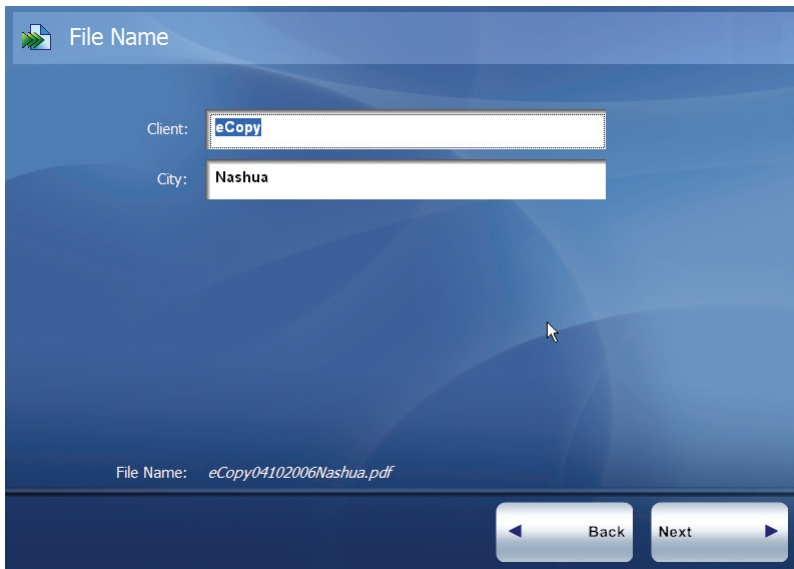 File Name
Client: eCopy
City: Nashua
File Name: eCopy04102006Nashua.pdf
Back Next